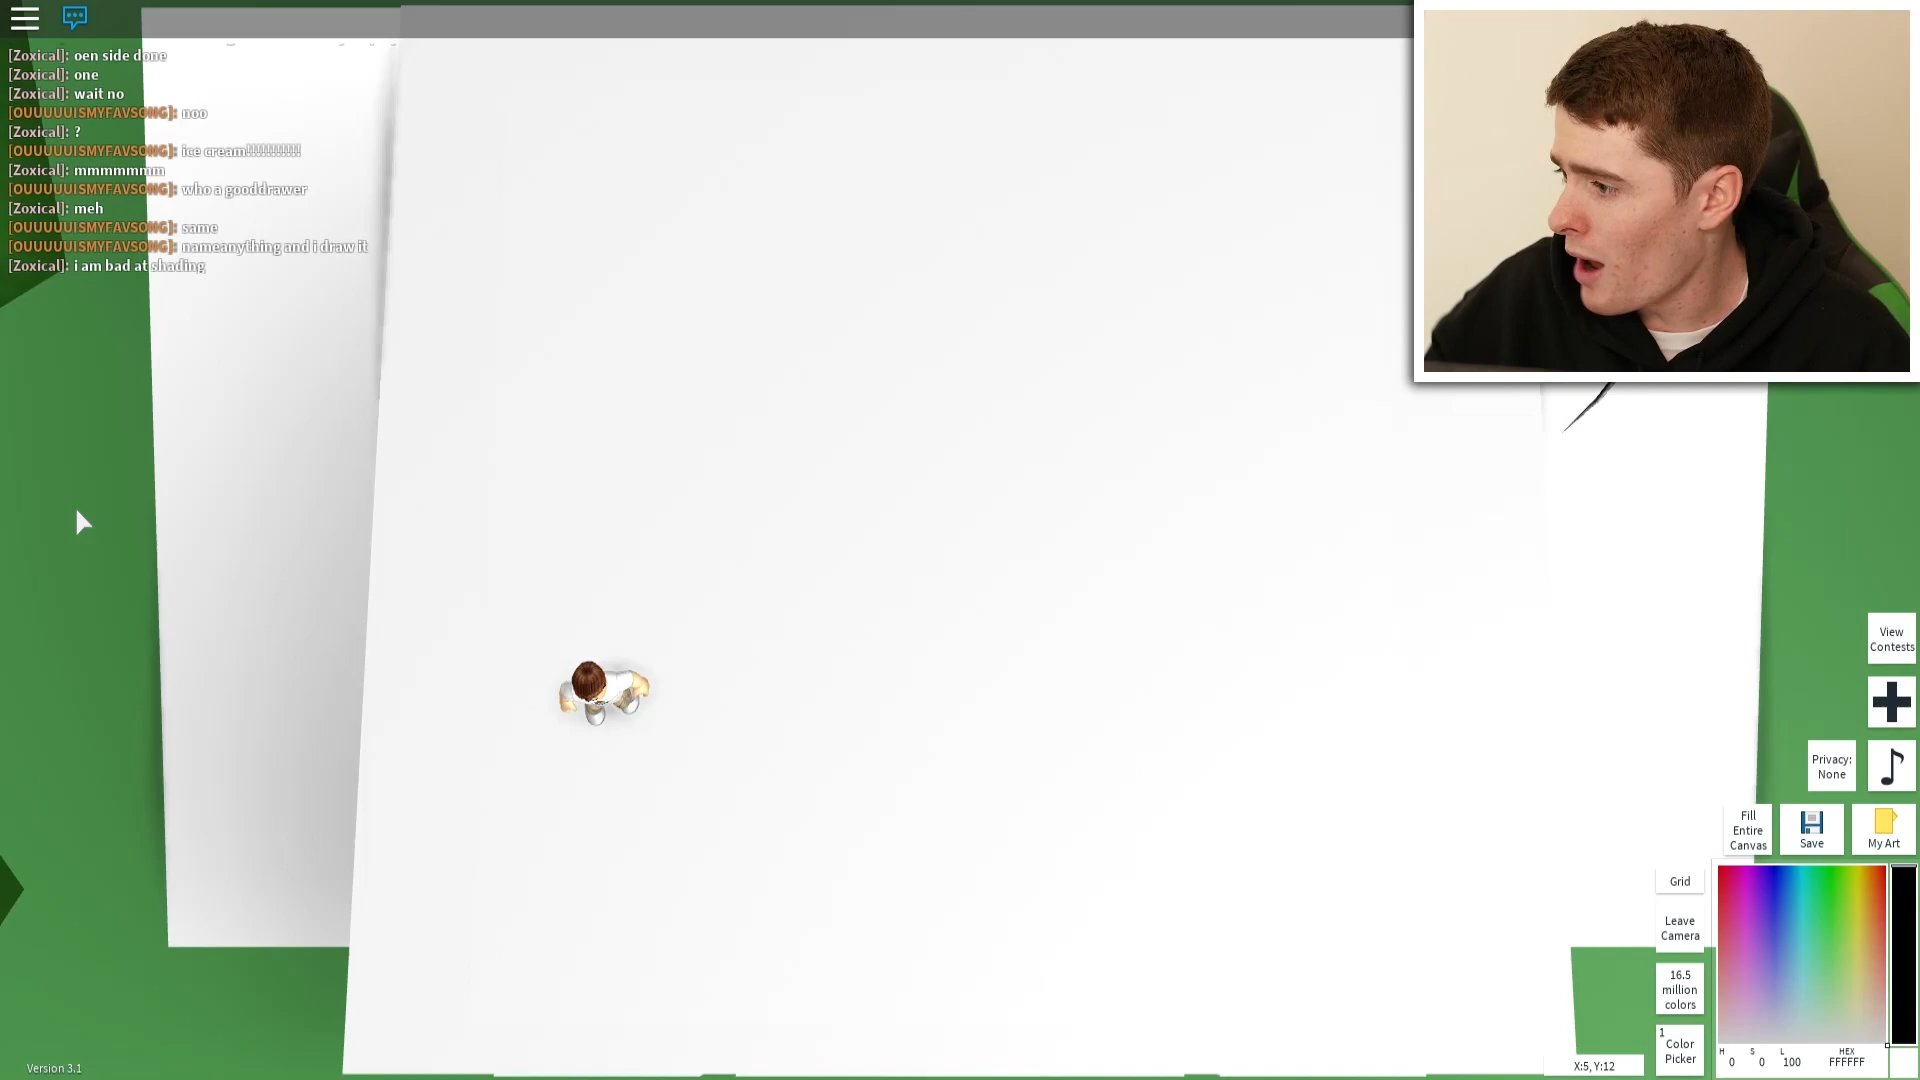 [Zoxical]: oen side done
[Zoxical]: one
[Zoxical]: wait no
[OUUUUUISMYFAVSONG]: noo
[Zoxical]: ?
[OUUUUUISMYFAVSONG]: ice cream!!!!!!!!!!!!
[Zoxical]: mmmmmmm
[OUUUUUISMYFAVSONG]: who a gooddrawer
[Zoxical]: meh
[OUUUUUISMYFAVSONG]: same
[OUUUUUISMYFAVSONG]: nameanything and i draw it
[Zoxical]: i am bad at shading
View
Contests
Privacy:
None
Fill
Entire
Canvas
Save
My Art
Grid
Leave
Camera
16.5
million
colors
1
Color
Picker
H S L HEX
0 0 100 FFFFFF
X:5, Y:12
Version 3.1